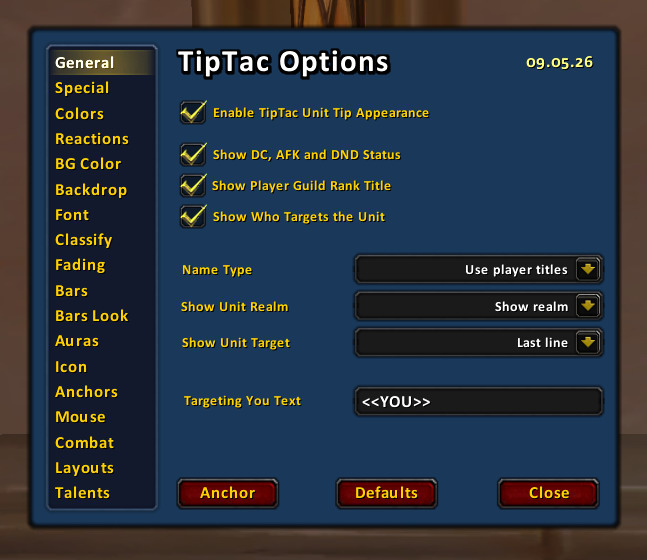 General
Special
Colors
Reactions
BG Color
Backdrop
Font
Classify
Fading
Bars
Bars Look
Auras
Icon
Anchors
Mouse
Combat
Layouts
Talents
TipTac Options
09.05.26
Enable TipTac Unit Tip Appearance
Show DC, AFK and DND Status
Show Player Guild Rank Title
Show Who Targets the Unit
Name Type
Use player titles
Show Unit Realm
Show realm
Show Unit Target
Last line
Targeting You Text
<<YOU>>
Anchor
Defaults
Close